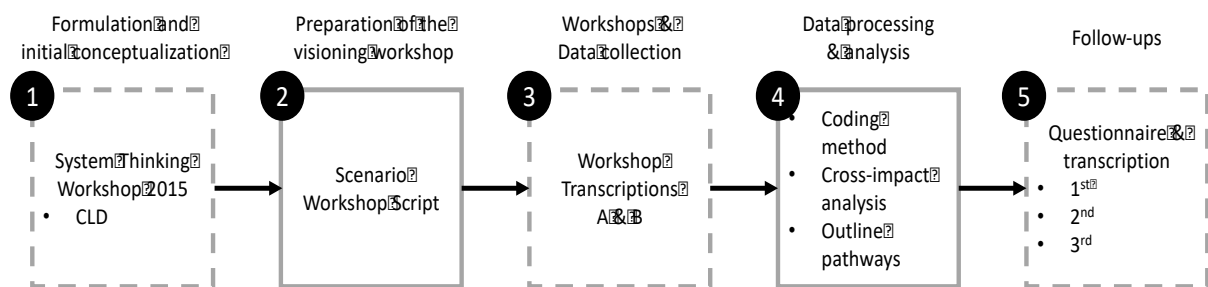 Formulation and
initial conceptualization
Preparation of the
visioning workshop
Workshops &
Data collection
Data processing
& analysis
Follow-ups
1
System Thinking
Workshop 2015
• CLD
2
Scenario
Workshop Script
3
Workshop
Transcriptions
A & B
4
• Coding
method
• Cross-impact
analysis
• Outline
pathways
5
Questionnaire &
transcription
• 1st
• 2nd
• 3rd